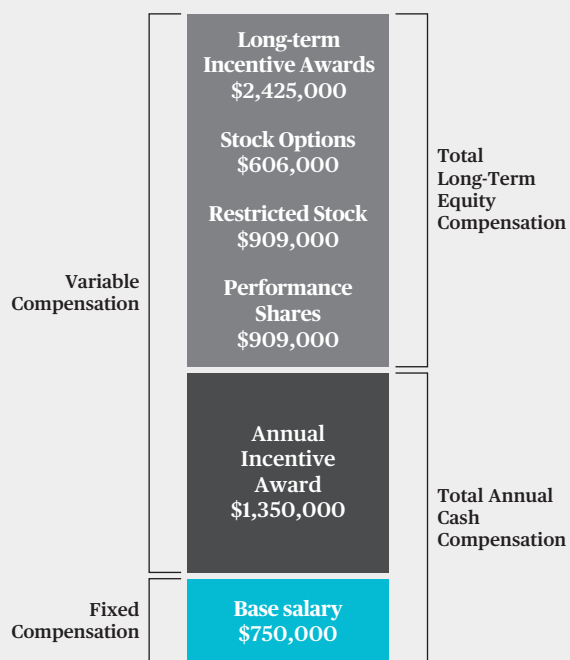 Long-term
Incentive Awards
$2,425,000
Stock Options
$606,000
Restricted Stock
$909,000
Performance
Shares
$909,000
Total
Long-Term
Equity
Compensation
Variable
Compensation
Annual
Incentive
Award
$1,350,000
Total Annual
Cash
Compensation
Fixed
Compensation
Base salary
$750,000